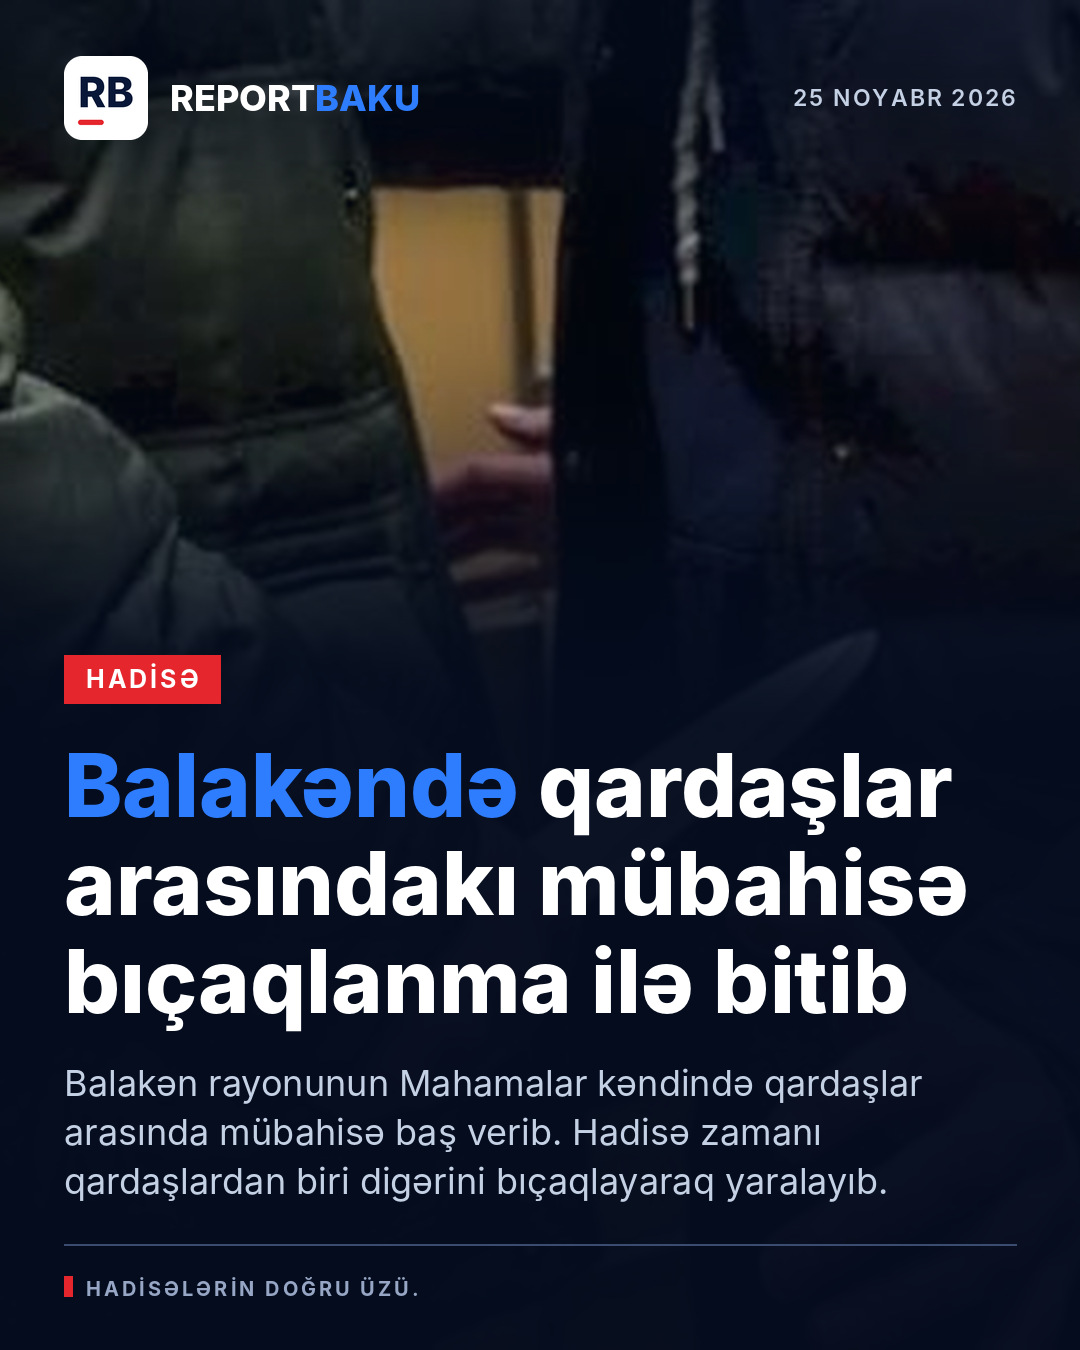 RB
REPORTBAKU
25 NOYABR 2026
HADİSƏ
Balakəndə qardaşlar
arasındakı mübahisə
bıçaqlanma ilə bitib
Balakən rayonunun Mahamalar kəndində qardaşlar
arasında mübahisə baş verib. Hadisə zamanı
qardaşlardan biri digərini bıçaqlayaraq yaralayıb.
HADİSƏLƏRİN DOĞRU ÜZÜ.